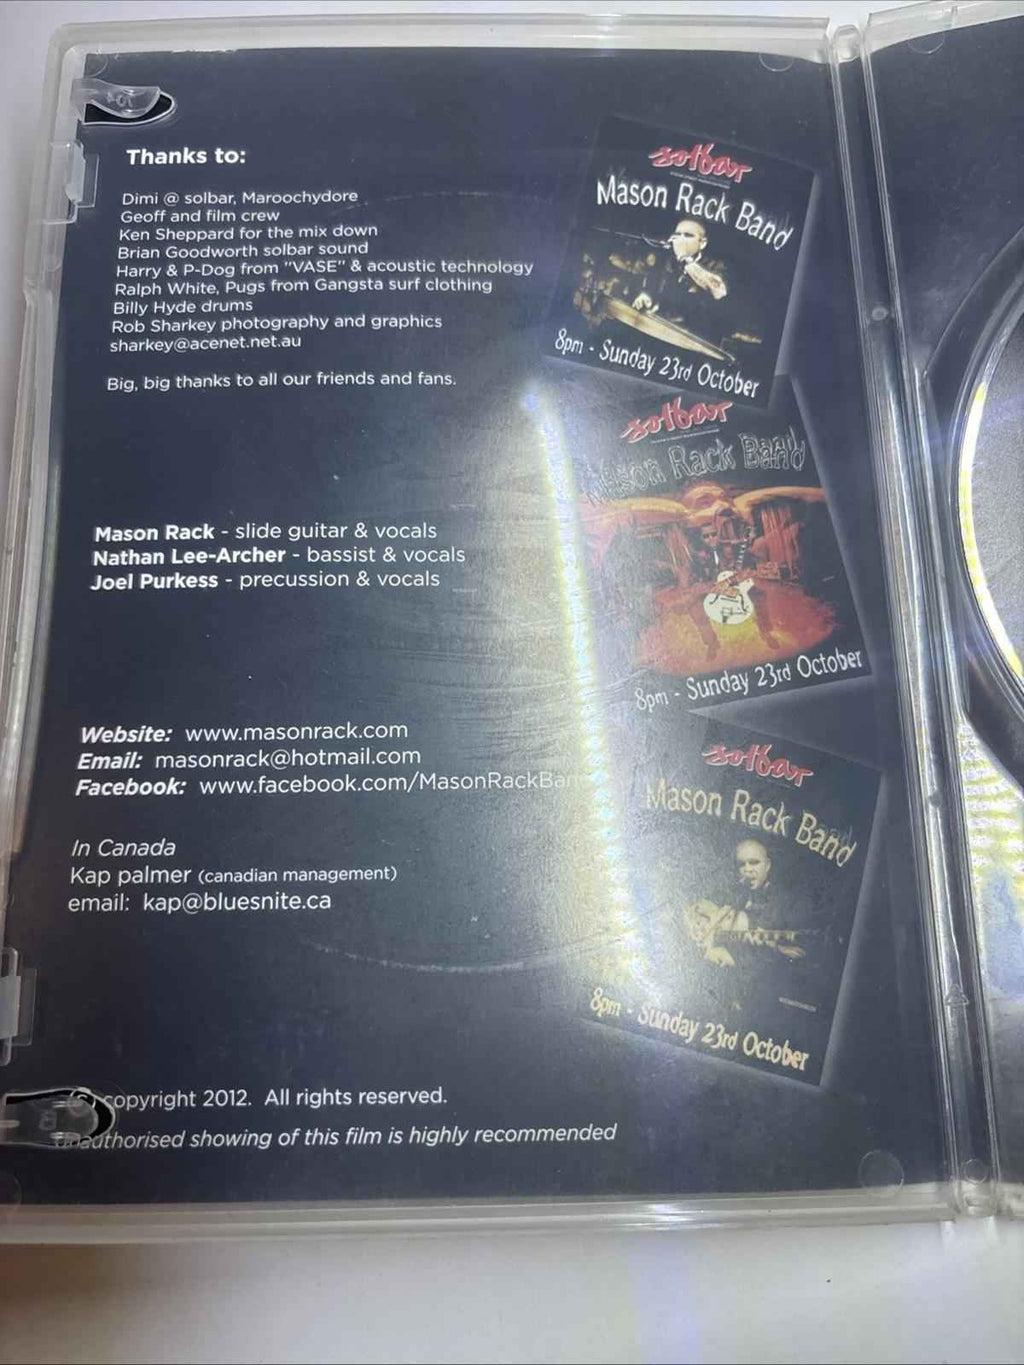 Thanks to:
Dimi @ solbar, Maroochydore
Geoff and film crew
Ken Sheppard for the mix down
Brian Goodworth solbar sound
Harry & P-Dog from "VASE" & acoustic technology
Ralph White, Pugs from Gangsta surf clothing
Billy Hyde drums
Rob Sharkey photography and graphics
sharkey@acenet.net.au
Big, big thanks to all our friends and fans.
Mason Rack - slide guitar & vocals
Nathan Lee-Archer - bassist & vocals
Joel Purkess - precussion & vocals
Website: www.masonrack.com
Email: masonrack@hotmail.com
Facebook: www.facebook.com/MasonRackBan
In Canada
Kap palmer (canadian management)
email: kap@bluesnite.ca
(c) copyright 2012. All rights reserved.
unauthorised showing of this film is highly recommended
solbar
Mason Rack Band
8pm - Sunday 23rd October
solbar
Mason Rack Band
8pm - Sunday 23rd October
solbar
Mason Rack Band
8pm - Sunday 23rd October